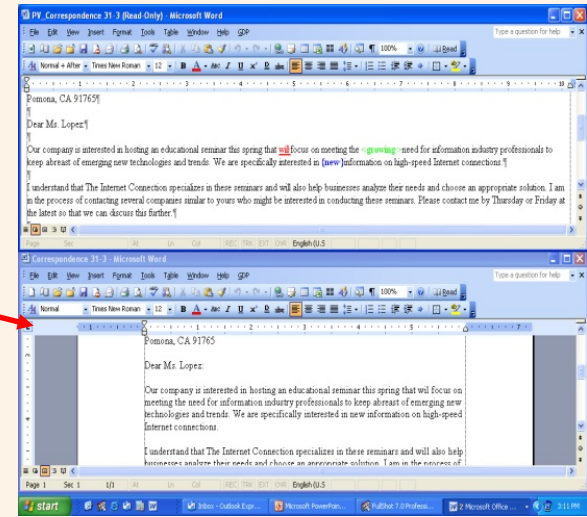 PV_Correspondence 31-3 (Read-Only) - Microsoft Word
File Edit View Insert Format Tools Table Window Help GDP
Type a question for help
100%
Read
Normal + After Times New Roman 12 B A ABC I U x² abc
Pomona, CA 91765¶
¶
Dear Ms. Lopez¶
¶
Our company is interested in hosting an educational seminar this spring that wil focus on meeting the <growing >need for information industry professionals to
keep abreast of emerging new technologies and trends. We are specifically interested in {new }information on high-speed Internet connections.¶
¶
I understand that The Internet Connection specializes in these seminars and will also help businesses analyze their needs and choose an appropriate solution. I am
in the process of contacting several companies similar to yours who might be interested in conducting these seminars. Please contact me by Thursday or Friday at
the latest so that we can discuss this further.¶
Page Sec At Ln Col REC TRK EXT OVR English (U.S
Correspondence 31-3 - Microsoft Word
File Edit View Insert Format Tools Table Window Help GDP
Type a question for help
100%
Read
Normal Times New Roman 12 B A ABC I U x² abc
Pomona, CA 91765
Dear Ms. Lopez:
Our company is interested in hosting an educational seminar this spring that wil focus on
meeting the need for information industry professionals to keep abreast of emerging new
technologies and trends. We are specifically interested in new information on high-speed
Internet connections.
I understand that The Internet Connection specializes in these seminars and will also help
businesses analyze their needs and choose an appropriate solution. I am in the process of
Page 1 Sec 1 1/1 At Ln Col REC TRK EXT OVR English (U.S
start Inbox - Outlook Expr... Microsoft PowerPoin... FullShot 7.0 Profess... 2 Microsoft Office ... 3:11 PM